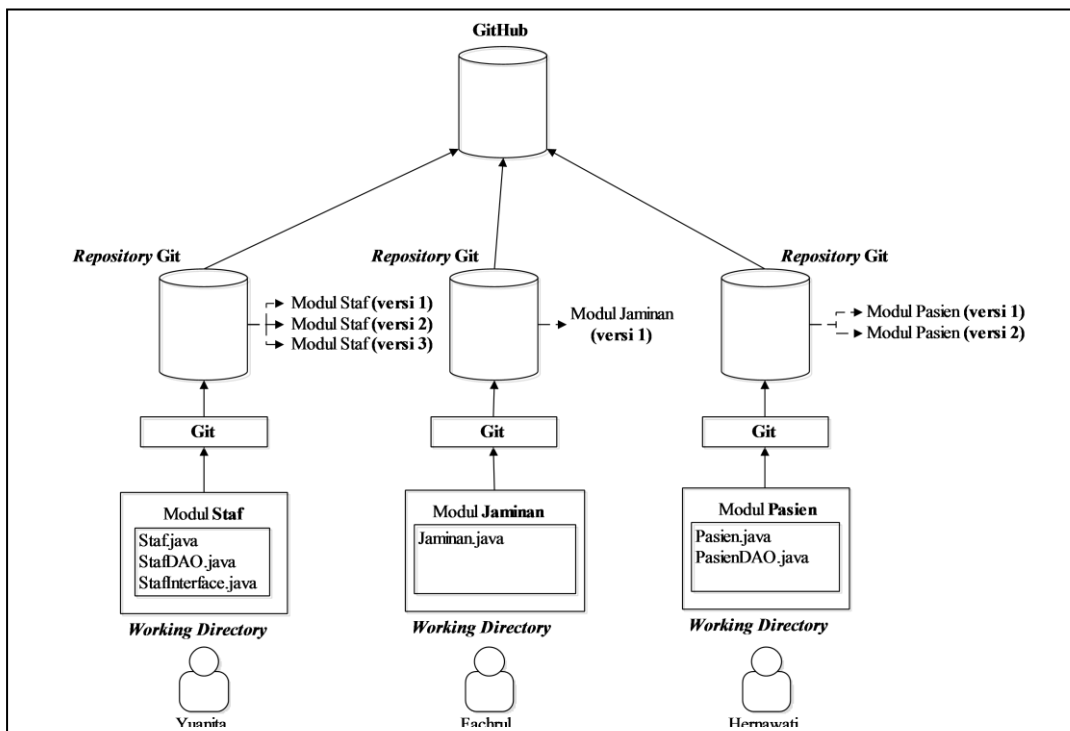 GitHub
Repository Git
Repository Git
Repository Git
Modul Staf (versi 1)
Modul Staf (versi 2)
Modul Staf (versi 3)
Modul Jaminan
(versi 1)
Modul Pasien (versi 1)
Modul Pasien (versi 2)
Git
Git
Git
Modul Staf
Staf.java
StafDAO.java
StafInterface.java
Modul Jaminan
Jaminan.java
Modul Pasien
Pasien.java
PasienDAO.java
Working Directory
Working Directory
Working Directory
Yuanita
Fachrul
Hernawati